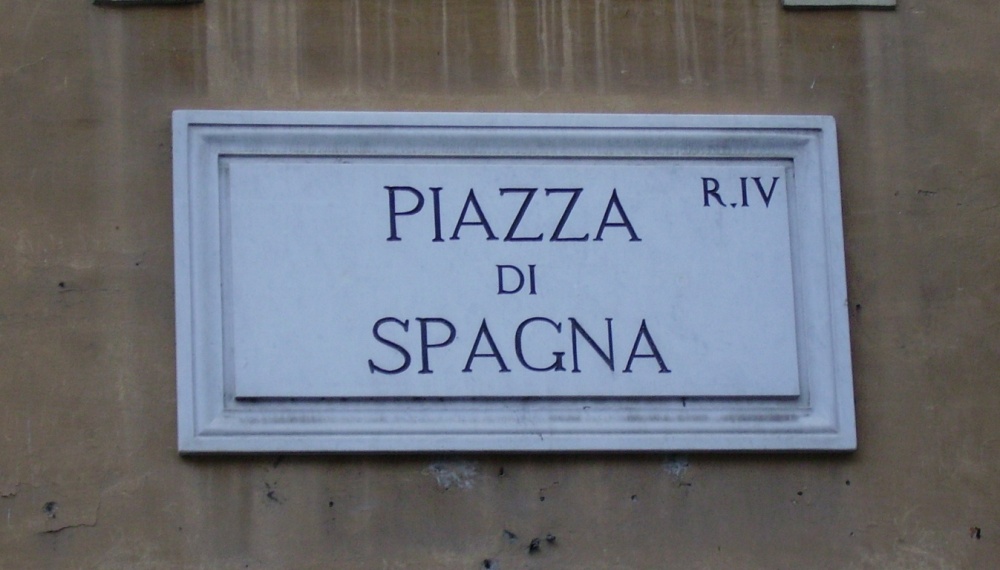 PIAZZA R.IV
DI
SPAGNA